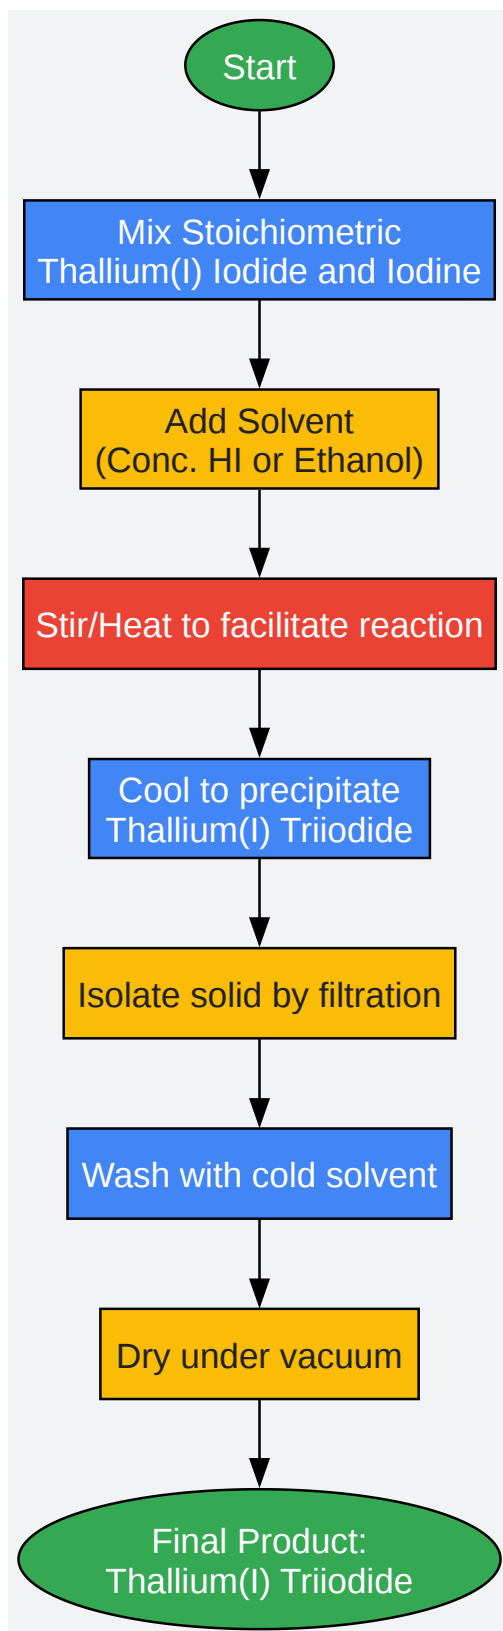 Start
Mix Stoichiometric
Thallium(I) Iodide and Iodine
Add Solvent
(Conc. HI or Ethanol)
Stir/Heat to facilitate reaction
Cool to precipitate
Thallium(I) Triiodide
Isolate solid by filtration
Wash with cold solvent
Dry under vacuum
Final Product:
Thallium(I) Triiodide